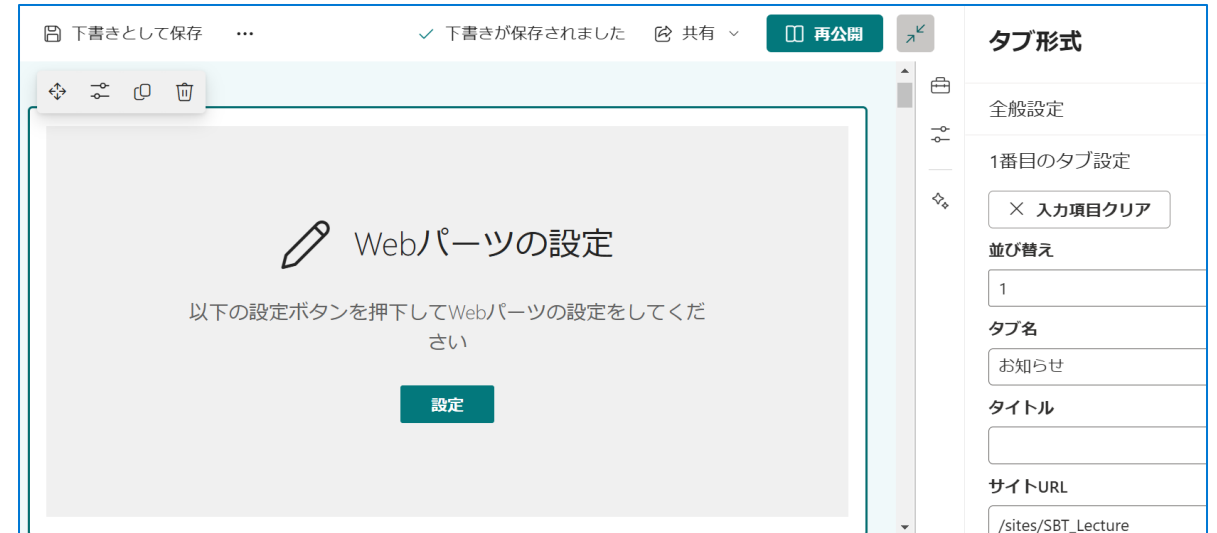 下書きとして保存
下書きが保存されました
共有
再公開
Webパーツの設定
以下の設定ボタンを押下してWebパーツの設定をしてくだ
さい
設定
タブ形式
全般設定
1番目のタブ設定
入力項目クリア
並び替え
1
タブ名
お知らせ
タイトル
サイトURL
/sites/SBT_Lecture